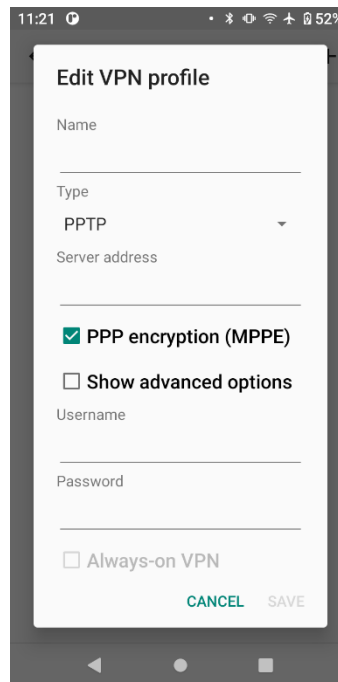 11:21 52%
Edit VPN profile
Name
Type
PPTP
Server address
PPP encryption (MPPE)
Show advanced options
Username
Password
Always-on VPN
CANCEL SAVE